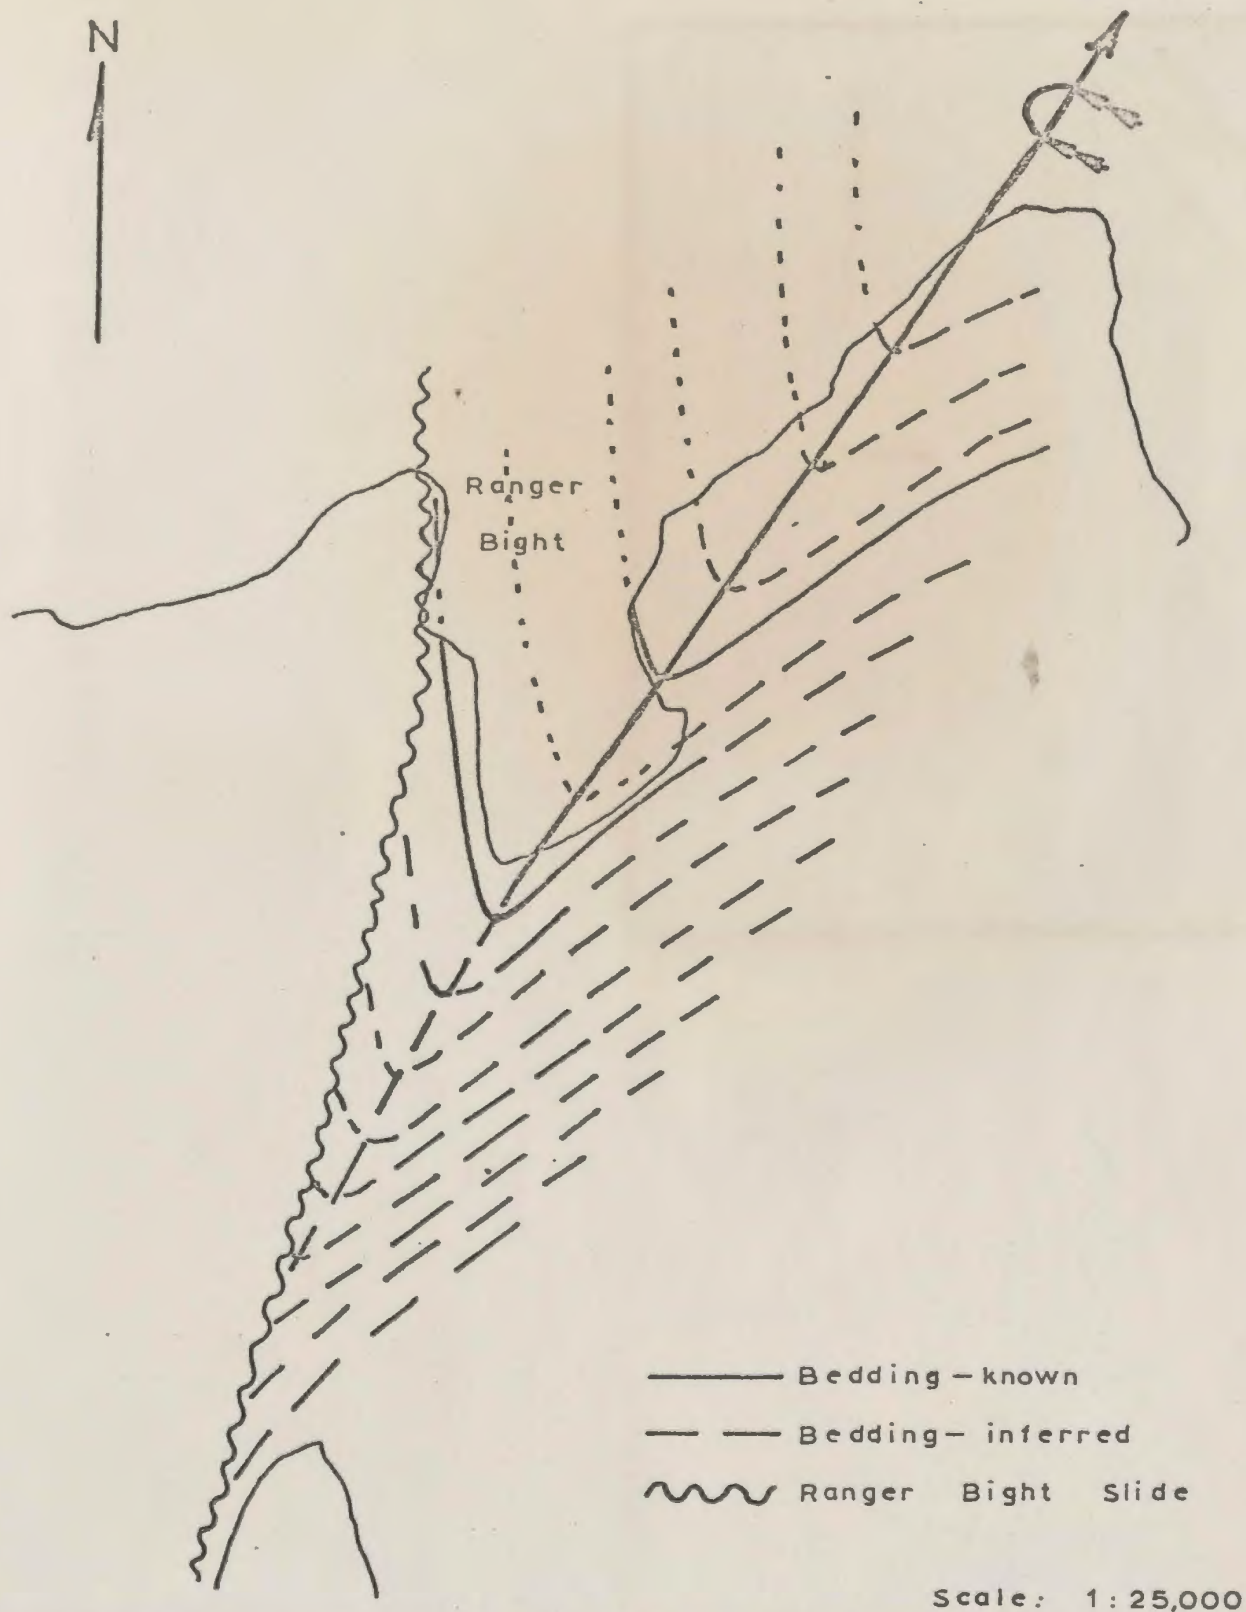 N
Ranger
Bight
Bedding – known
Bedding – inferred
Ranger Bight Slide
Scale: 1:25,000